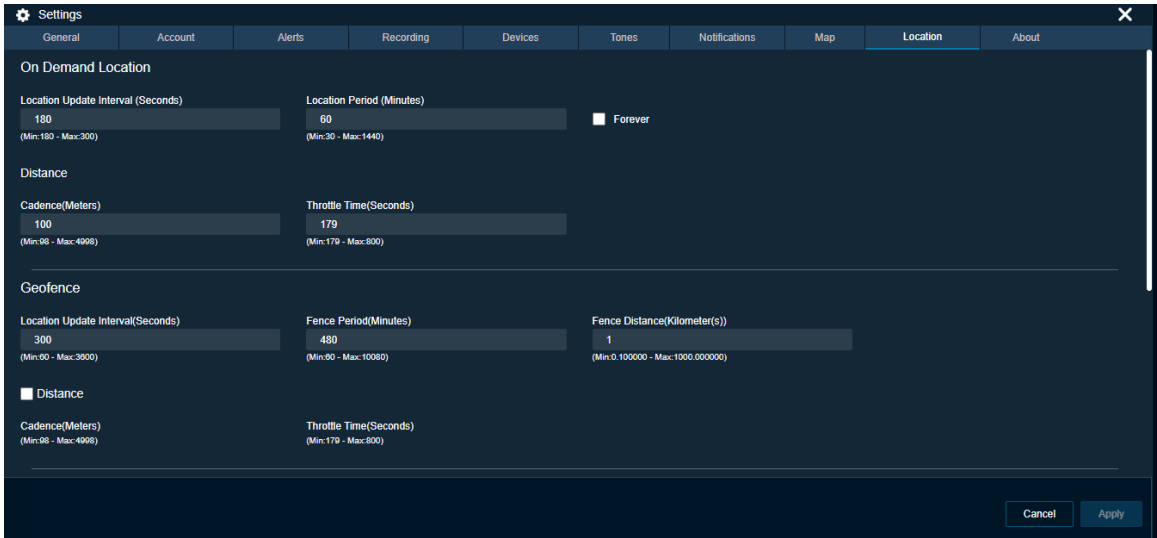 Settings
General Account Alerts Recording Devices Tones Notifications Map Location About
On Demand Location
Location Update Interval (Seconds) Location Period (Minutes)
180 60 Forever
(Min:180 - Max:300) (Min:30 - Max:1440)
Distance
Cadence(Meters) Throttle Time(Seconds)
100 179
(Min:98 - Max:4998) (Min:179 - Max:800)
Geofence
Location Update Interval(Seconds) Fence Period(Minutes) Fence Distance(Kilometer(s))
300 480 1
(Min:60 - Max:3600) (Min:60 - Max:10080) (Min:0.100000 - Max:1000.000000)
Distance
Cadence(Meters) Throttle Time(Seconds)
(Min:98 - Max:4998) (Min:179 - Max:800)
Cancel Apply